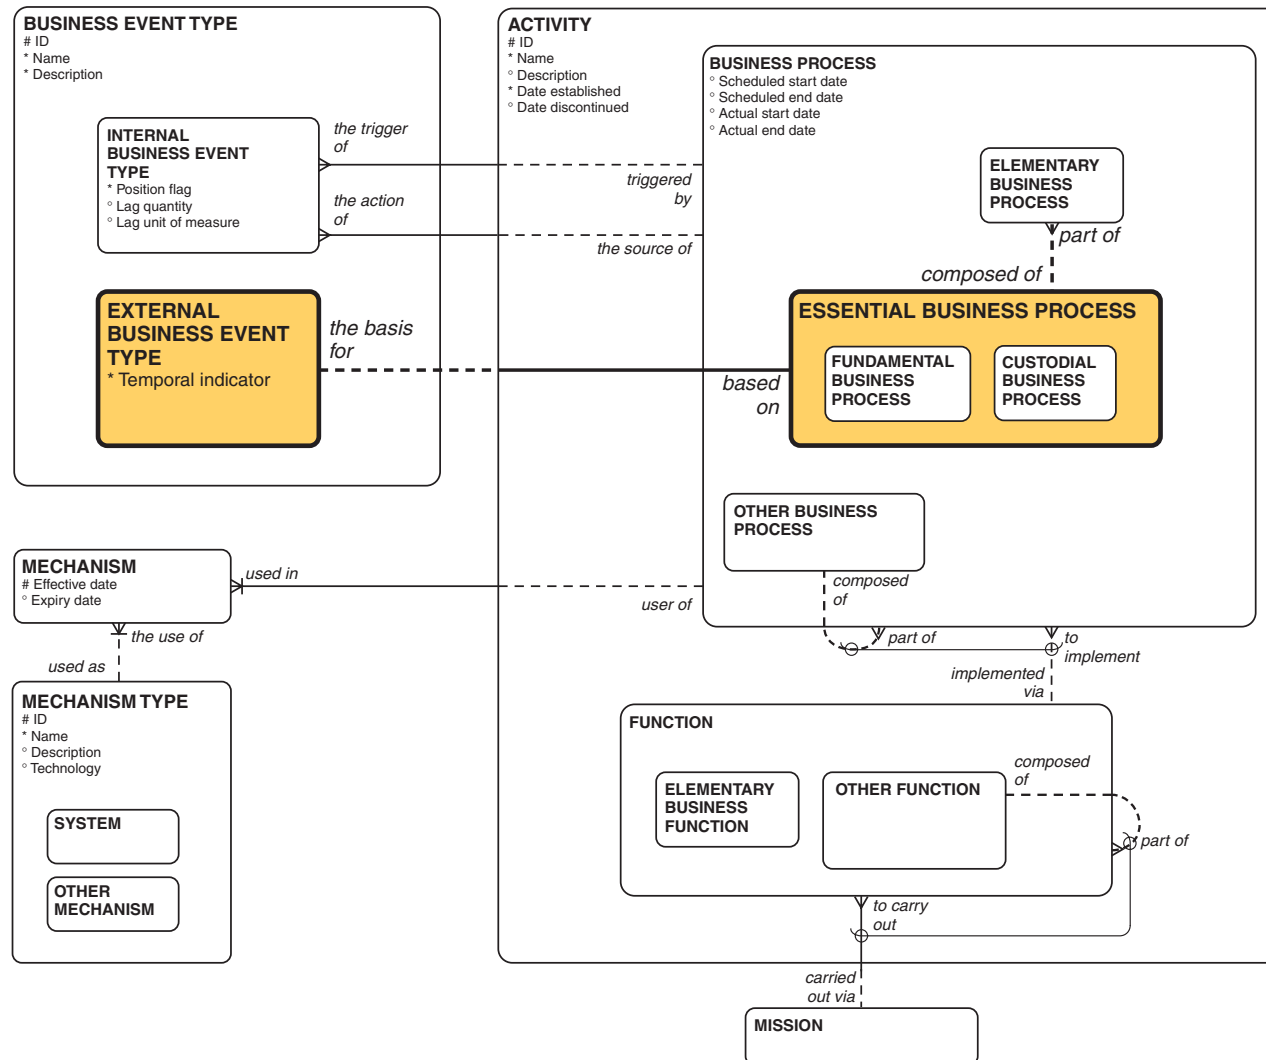 BUSINESS EVENT TYPE
# ID
* Name
* Description
INTERNAL
BUSINESS EVENT
TYPE
* Position flag
° Lag quantity
° Lag unit of measure
the trigger
of
the action
of
EXTERNAL
BUSINESS EVENT
TYPE
* Temporal indicator
the basis
for
ACTIVITY
# ID
* Name
° Description
* Date established
° Date discontinued
triggered
by
the source of
based
on
BUSINESS PROCESS
° Scheduled start date
° Scheduled end date
° Actual start date
° Actual end date
ELEMENTARY
BUSINESS
PROCESS
part of
composed of
ESSENTIAL BUSINESS PROCESS
FUNDAMENTAL
BUSINESS
PROCESS
CUSTODIAL
BUSINESS
PROCESS
OTHER BUSINESS
PROCESS
composed
of
part of
to
implement
implemented
via
MECHANISM
# Effective date
° Expiry date
used in
user of
the use of
used as
MECHANISM TYPE
# ID
* Name
° Description
° Technology
SYSTEM
OTHER
MECHANISM
FUNCTION
ELEMENTARY
BUSINESS
FUNCTION
OTHER FUNCTION
composed
of
part of
to carry
out
carried
out via
MISSION